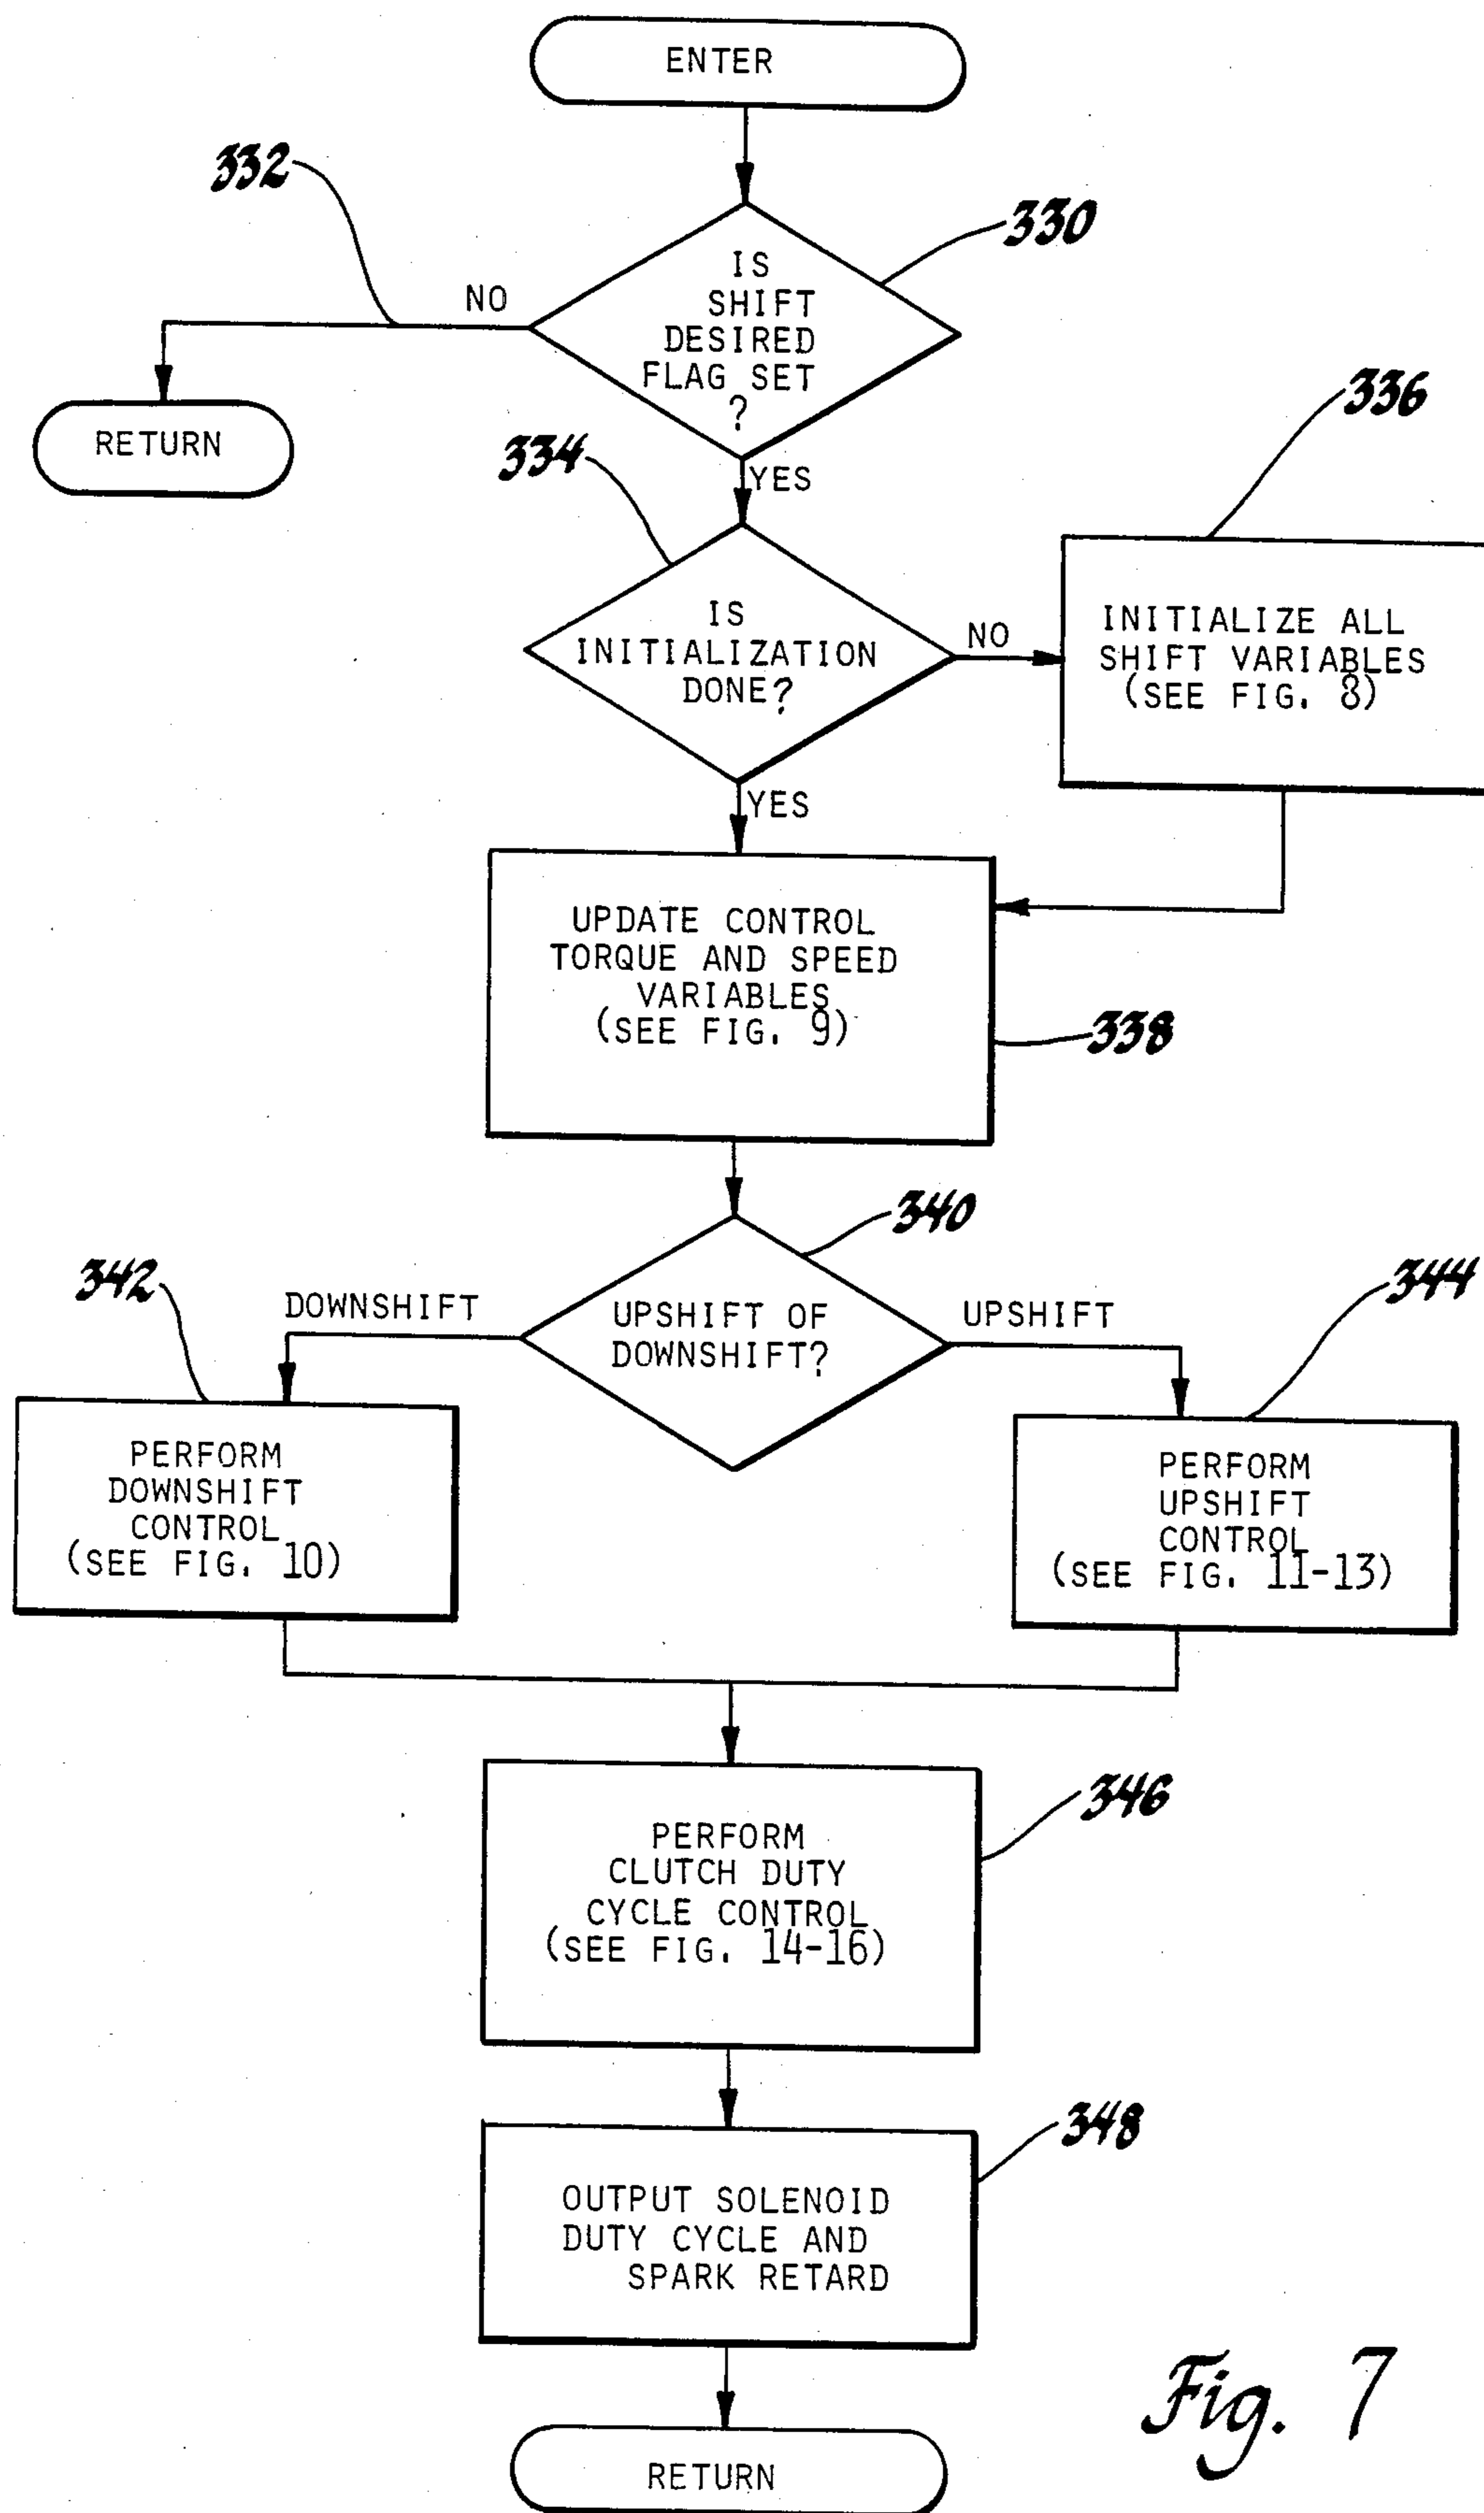 ENTER
332
330
NO
IS
SHIFT
DESIRED
FLAG SET
?
RETURN
336
334
YES
IS
INITIALIZATION
DONE?
NO
INITIALIZE ALL
SHIFT VARIABLES
(SEE FIG. 8)
YES
UPDATE CONTROL
TORQUE AND SPEED
VARIABLES
(SEE FIG. 9)
338
340
342
344
DOWNSHIFT
UPSHIFT OF
DOWNSHIFT?
UPSHIFT
PERFORM
DOWNSHIFT
CONTROL
(SEE FIG. 10)
PERFORM
UPSHIFT
CONTROL
(SEE FIG. 11-13)
346
PERFORM
CLUTCH DUTY
CYCLE CONTROL
(SEE FIG. 14-16)
348
OUTPUT SOLENOID
DUTY CYCLE AND
SPARK RETARD
RETURN
Fig. 7